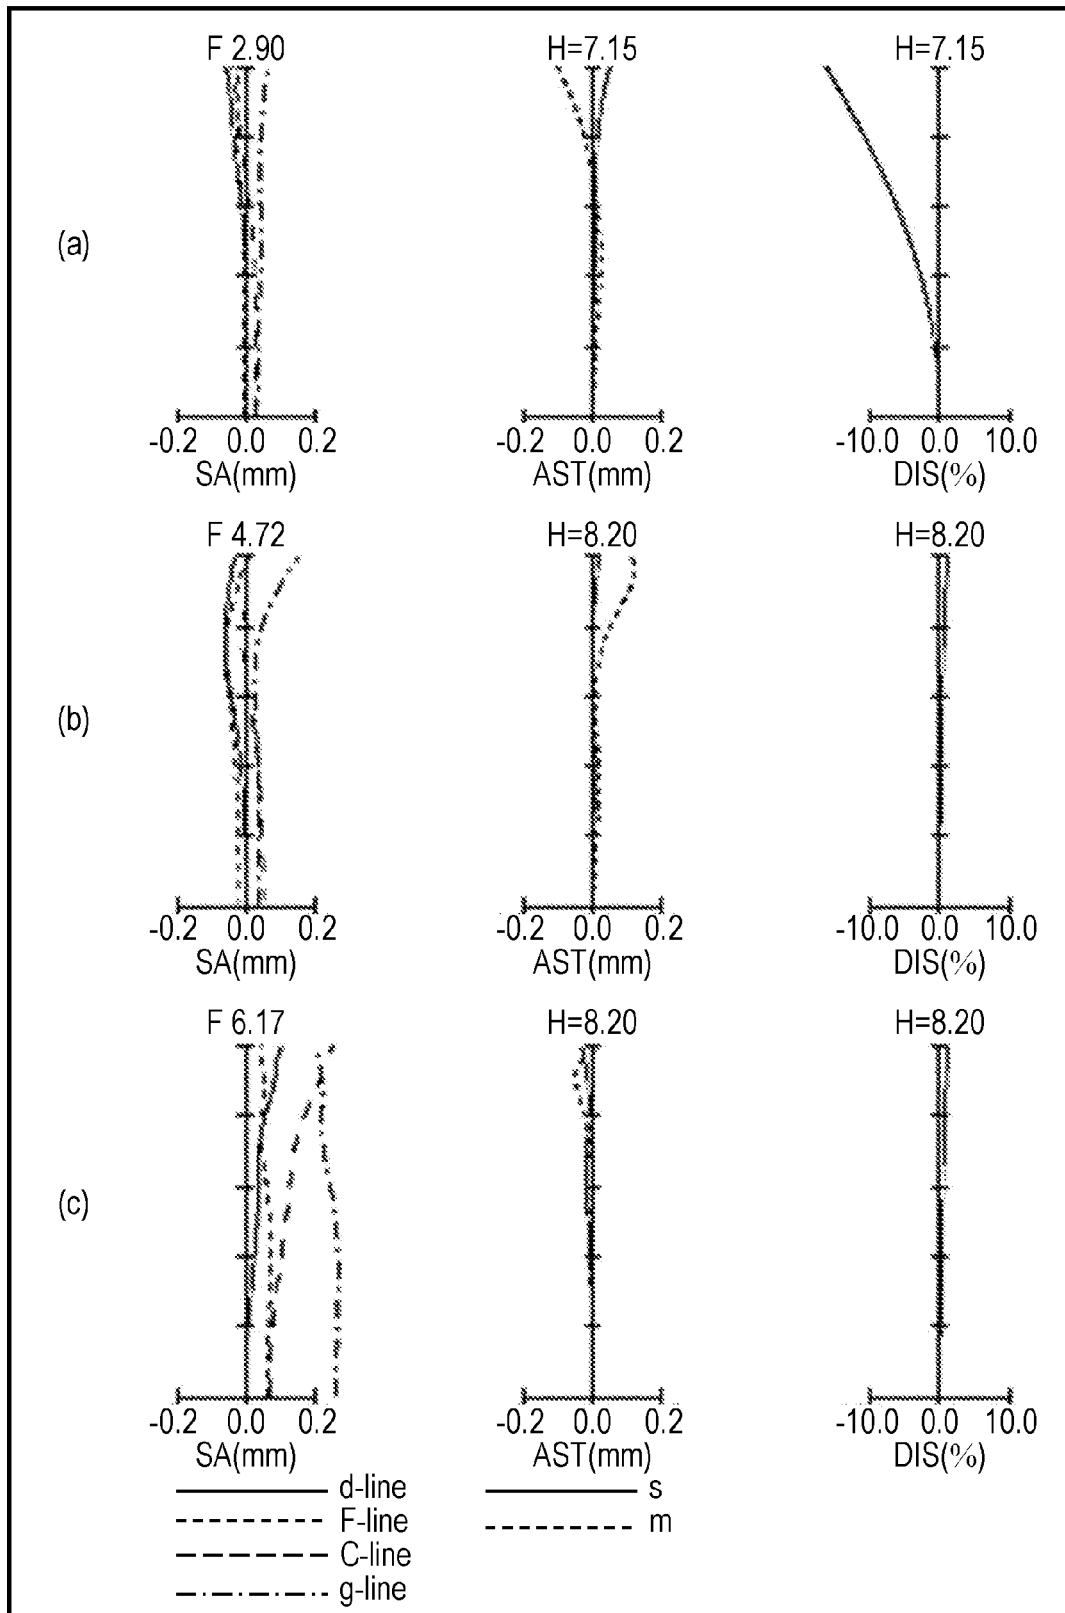 F 2.90 H=7.15 H=7.15
(a)
-0.2 0.0 0.2 -0.2 0.0 0.2 -10.0 0.0 10.0
SA(mm) AST(mm) DIS(%)
F 4.72 H=8.20 H=8.20
(b)
-0.2 0.0 0.2 -0.2 0.0 0.2 -10.0 0.0 10.0
SA(mm) AST(mm) DIS(%)
F 6.17 H=8.20 H=8.20
(c)
-0.2 0.0 0.2 -0.2 0.0 0.2 -10.0 0.0 10.0
SA(mm) AST(mm) DIS(%)
d-line s
F-line m
C-line
g-line